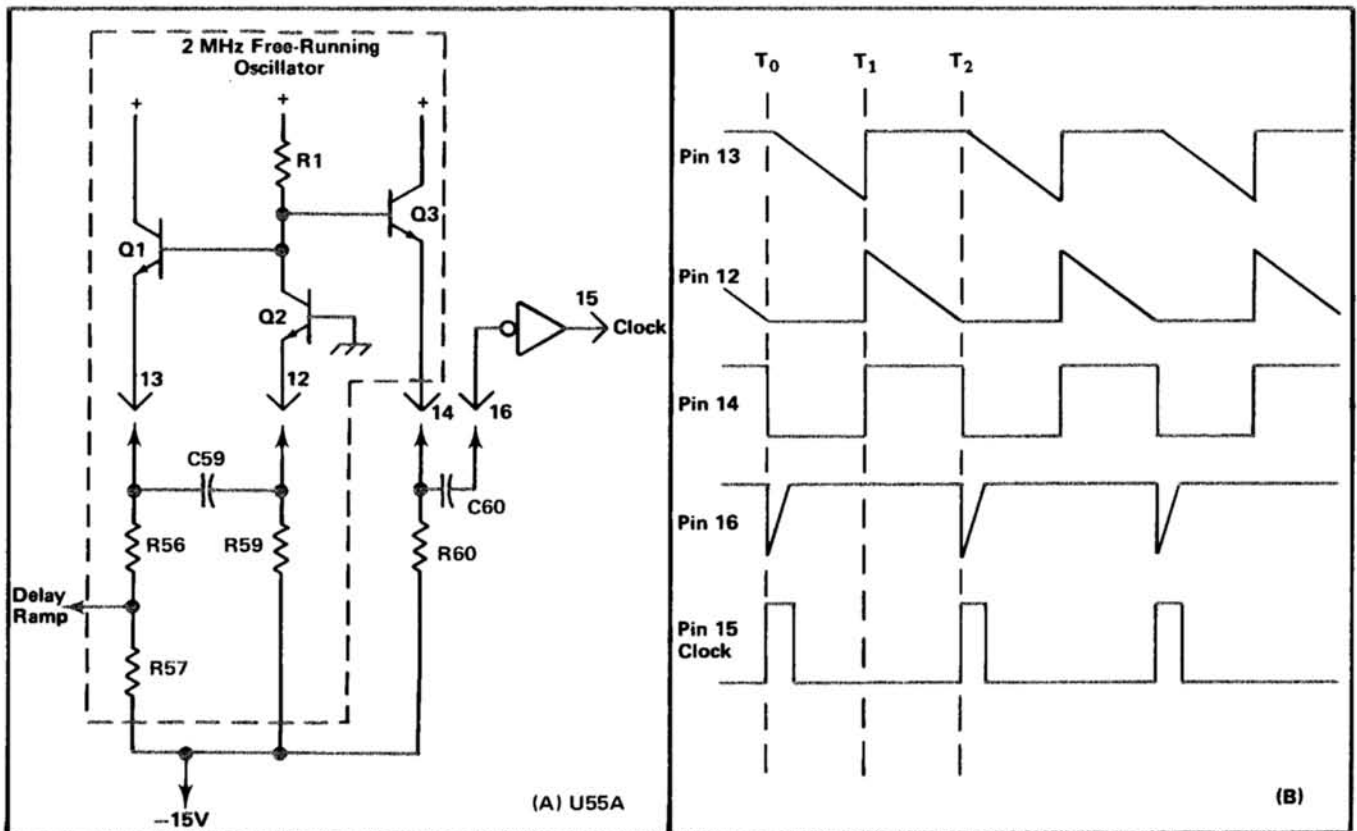 2 MHz Free-Running
Oscillator
+
+
+
R1
Q3
Q1
Q2
15
Clock
13
12
14
16
C59
C60
R56
R59
R60
Delay
Ramp
R57
–15V
(A) U55A
T0
T1
T2
Pin 13
Pin 12
Pin 14
Pin 16
Pin 15
Clock
(B)